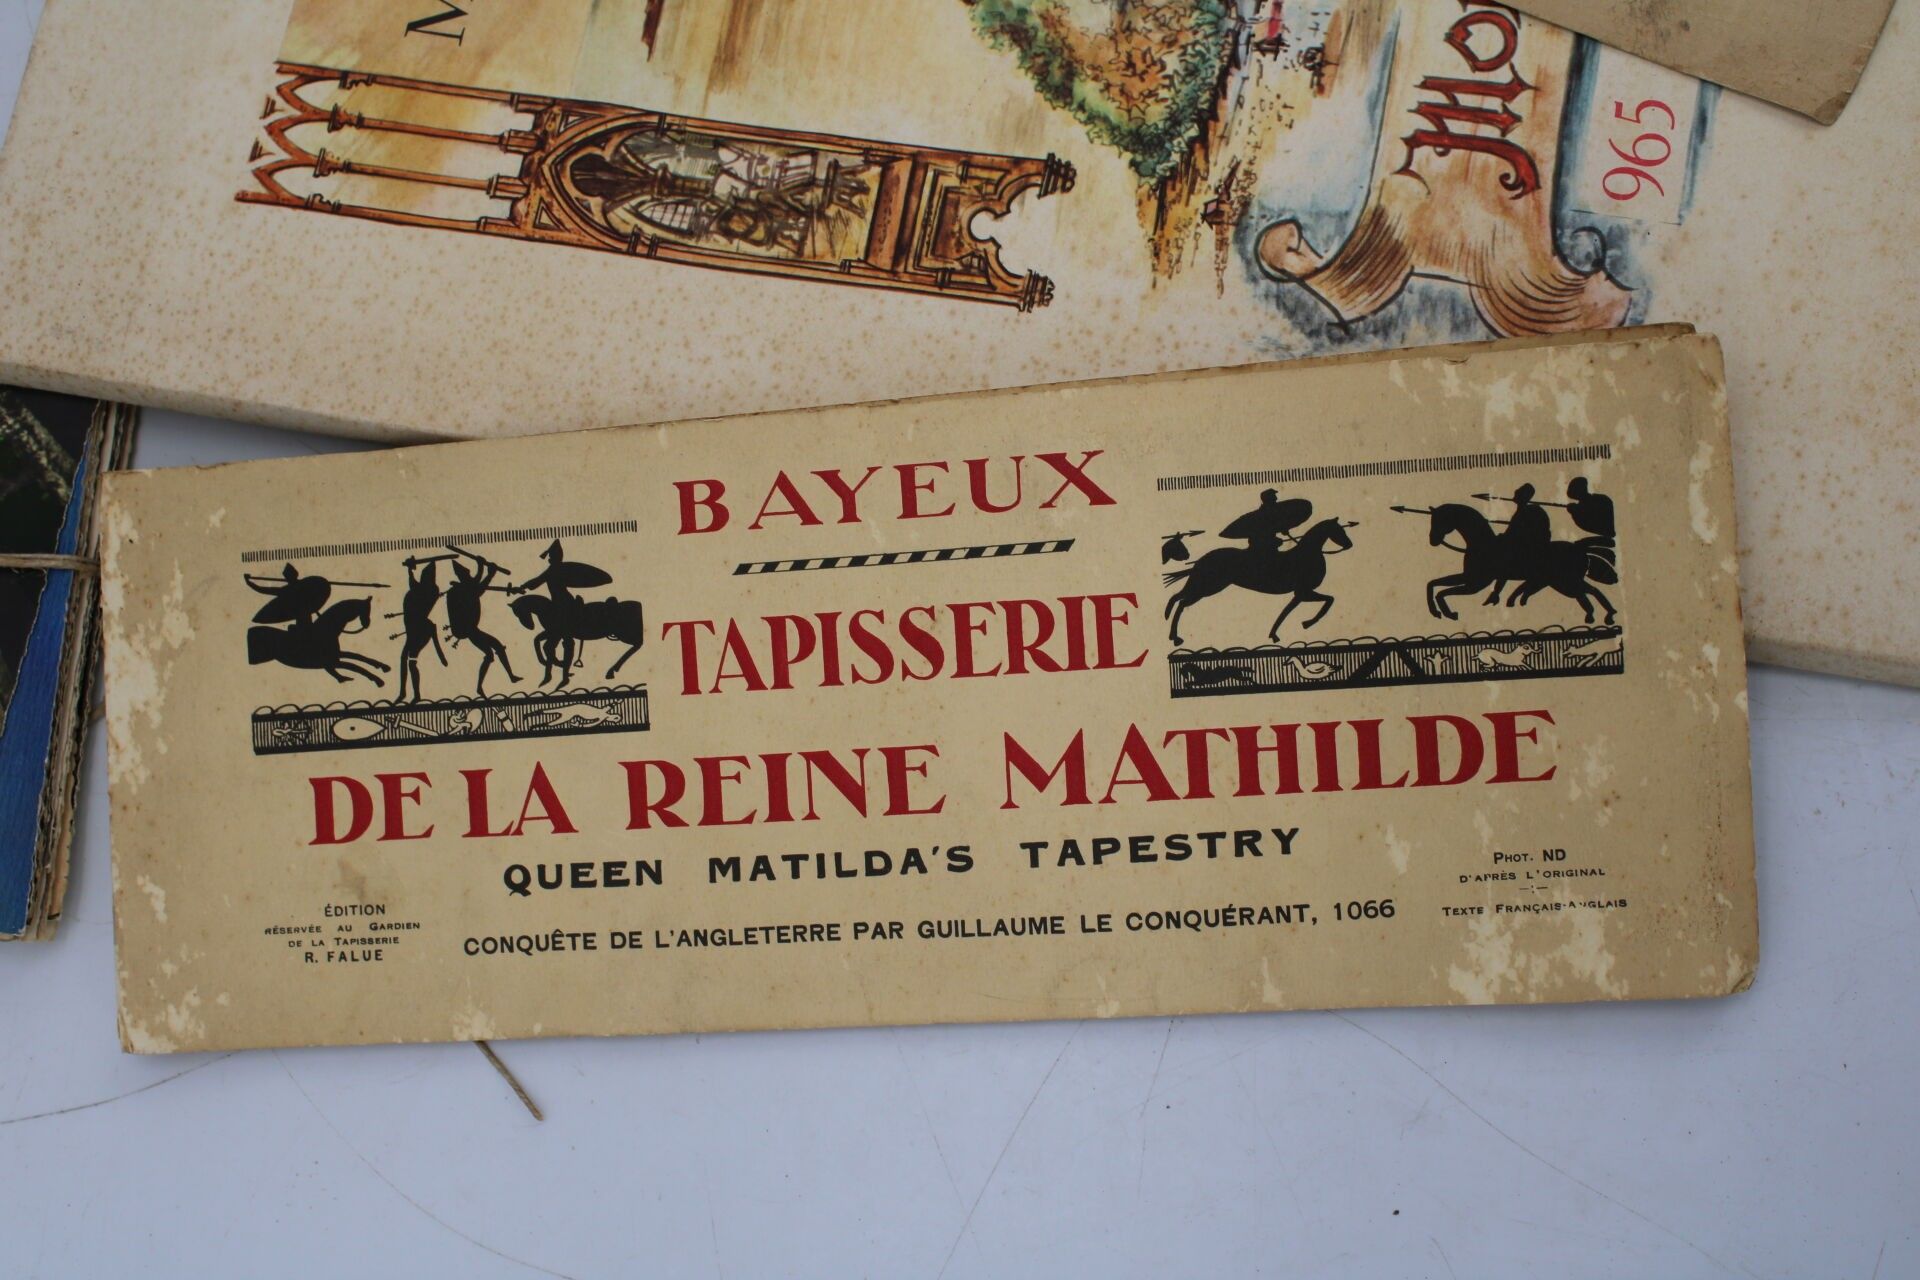 M
Mo
965
BAYEUX
TAPISSERIE
DE LA REINE MATHILDE
QUEEN MATILDA'S TAPESTRY
CONQUÊTE DE L'ANGLETERRE PAR GUILLAUME LE CONQUÉRANT, 1066
ÉDITION
RÉSERVÉE AU GARDIEN
DE LA TAPISSERIE
R. FALUE
PHOT. ND
D'APRÈS L'ORIGINAL
TEXTE FRANÇAIS-ANGLAIS